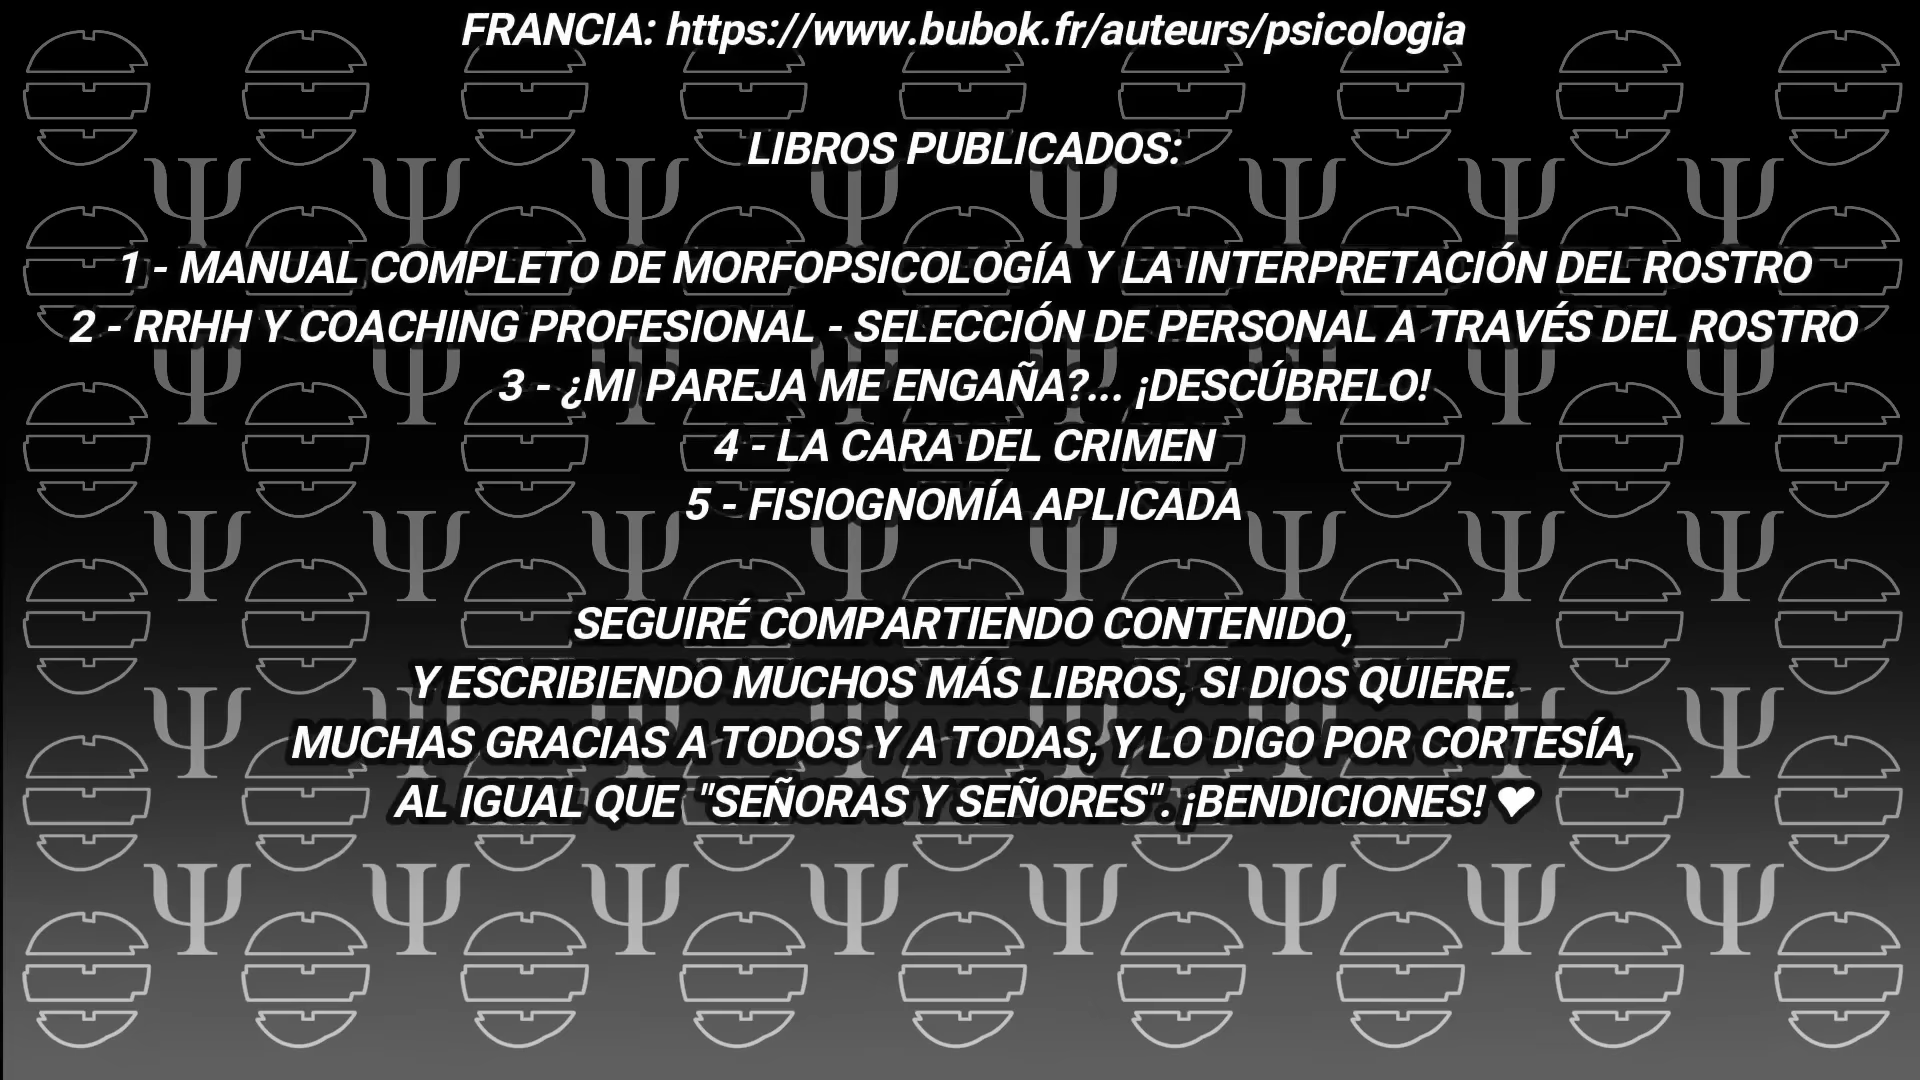 FRANCIA: https://www.bubok.fr/auteurs/psicologia
LIBROS PUBLICADOS:
1 - MANUAL COMPLETO DE MORFOPSICOLOGÍA Y LA INTERPRETACIÓN DEL ROSTRO
2 - RRHH Y COACHING PROFESIONAL - SELECCIÓN DE PERSONAL A TRAVÉS DEL ROSTRO
3 - ¿MI PAREJA ME ENGAÑA?... ¡DESCÚBRELO!
4 - LA CARA DEL CRIMEN
5 - FISIOGNOMÍA APLICADA
SEGUIRÉ COMPARTIENDO CONTENIDO,
Y ESCRIBIENDO MUCHOS MÁS LIBROS, SI DIOS QUIERE.
MUCHAS GRACIAS A TODOS Y A TODAS, Y LO DIGO POR CORTESÍA,
AL IGUAL QUE "SEÑORAS Y SEÑORES". ¡BENDICIONES! ❤